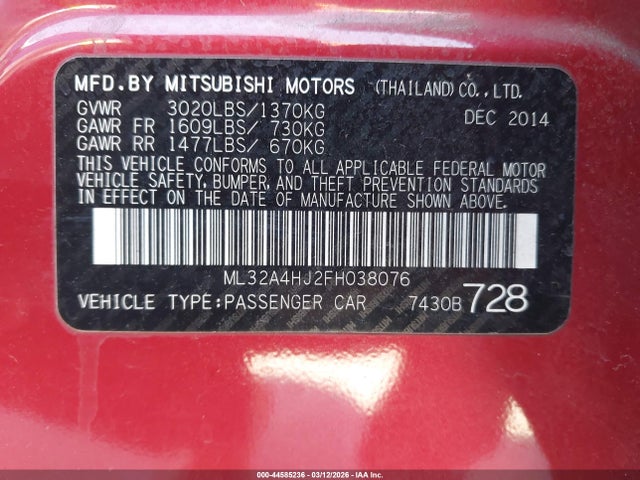 MFD.BY MITSUBISHI MOTORS (THAILAND) CO., LTD.
GVWR 3020LBS/1370KG DEC 2014
GAWR FR 1609LBS/ 730KG
GAWR RR 1477LBS/ 670KG
THIS VEHICLE CONFORMS TO ALL APPLICABLE FEDERAL MOTOR
VEHICLE SAFETY, BUMPER, AND THEFT PREVENTION STANDARDS
IN EFFECT ON THE DATE OF MANUFACTURE SHOWN ABOVE.
ML32A4HJ2FH038076
VEHICLE TYPE:PASSENGER CAR 7430B 728
000-44585236 - 03/12/2026 - IAA Inc.